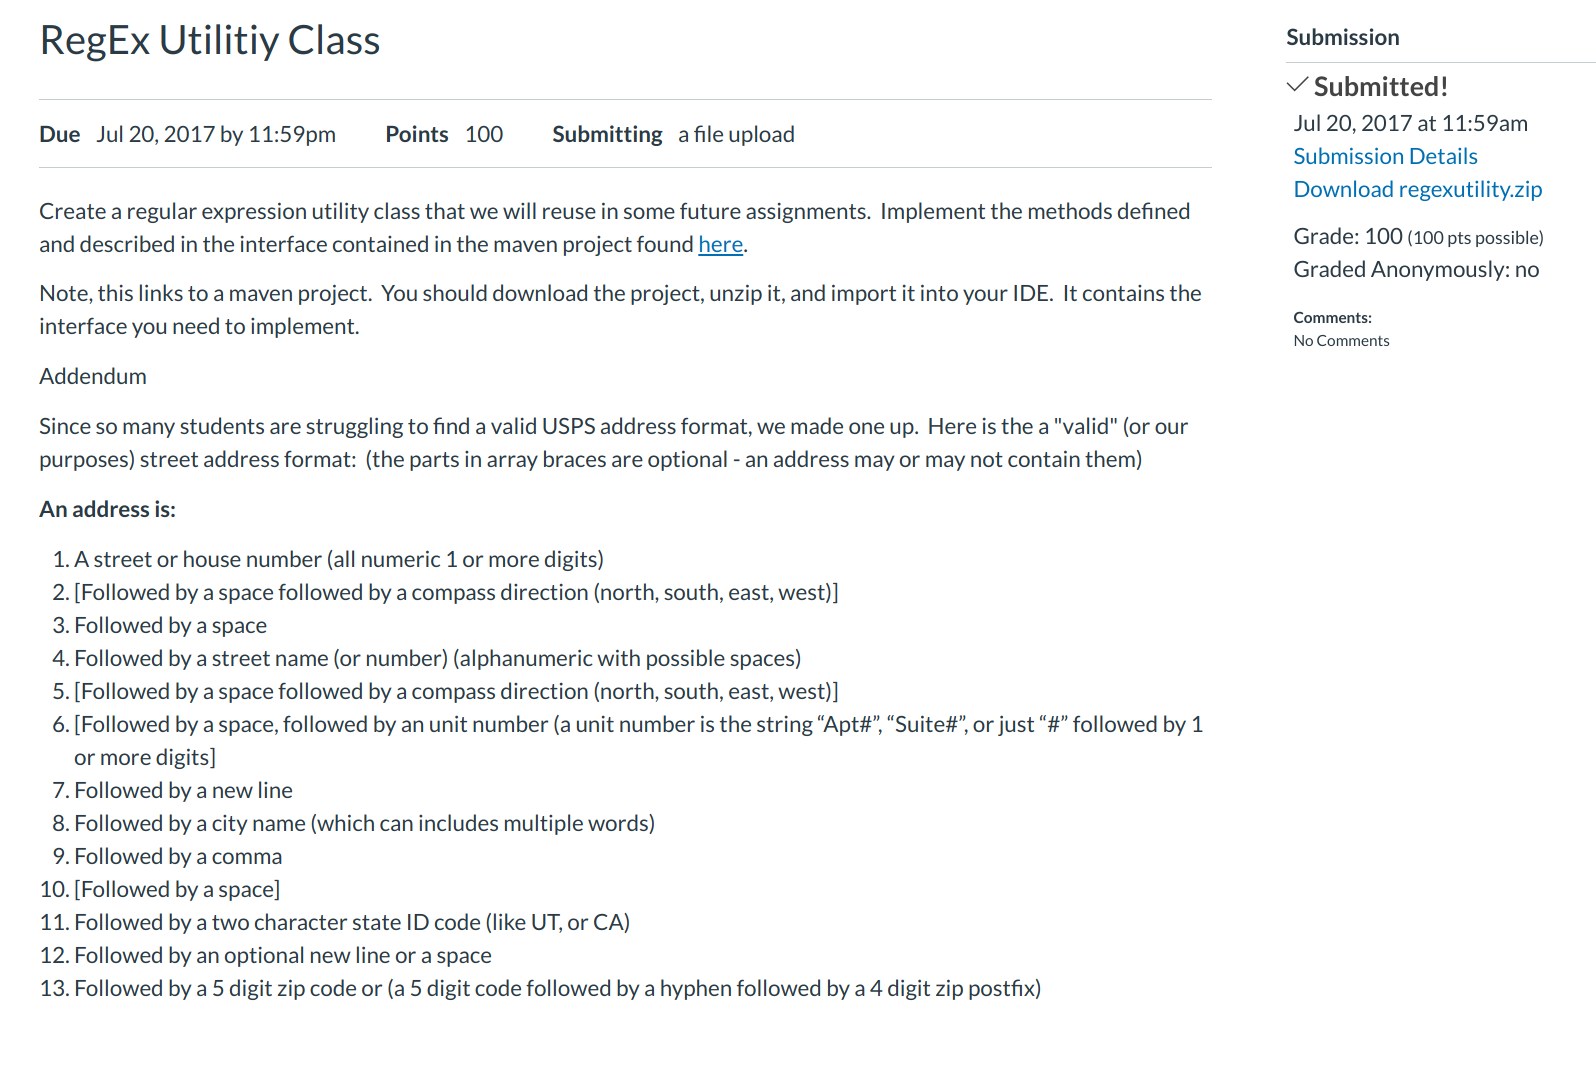 RegEx Utilitiy Class
Due Jul 20, 2017 by 11:59pm Points 100 Submitting a file upload
Create a regular expression utility class that we will reuse in some future assignments. Implement the methods defined
and described in the interface contained in the maven project found here.
Note, this links to a maven project. You should download the project, unzip it, and import it into your IDE. It contains the
interface you need to implement.
Addendum
Since so many students are struggling to find a valid USPS address format, we made one up. Here is the a "valid" (or our
purposes) street address format: (the parts in array braces are optional - an address may or may not contain them)
An address is:
1. A street or house number (all numeric 1 or more digits)
2. [Followed by a space followed by a compass direction (north, south, east, west)]
3. Followed by a space
4. Followed by a street name (or number) (alphanumeric with possible spaces)
5. [Followed by a space followed by a compass direction (north, south, east, west)]
6. [Followed by a space, followed by an unit number (a unit number is the string “Apt#”, “Suite#”, or just “#” followed by 1
or more digits]
7. Followed by a new line
8. Followed by a city name (which can includes multiple words)
9. Followed by a comma
10. [Followed by a space]
11. Followed by a two character state ID code (like UT, or CA)
12. Followed by an optional new line or a space
13. Followed by a 5 digit zip code or (a 5 digit code followed by a hyphen followed by a 4 digit zip postfix)
Submission
✓ Submitted!
Jul 20, 2017 at 11:59am
Submission Details
Download regexutility.zip
Grade: 100 (100 pts possible)
Graded Anonymously: no
Comments:
No Comments